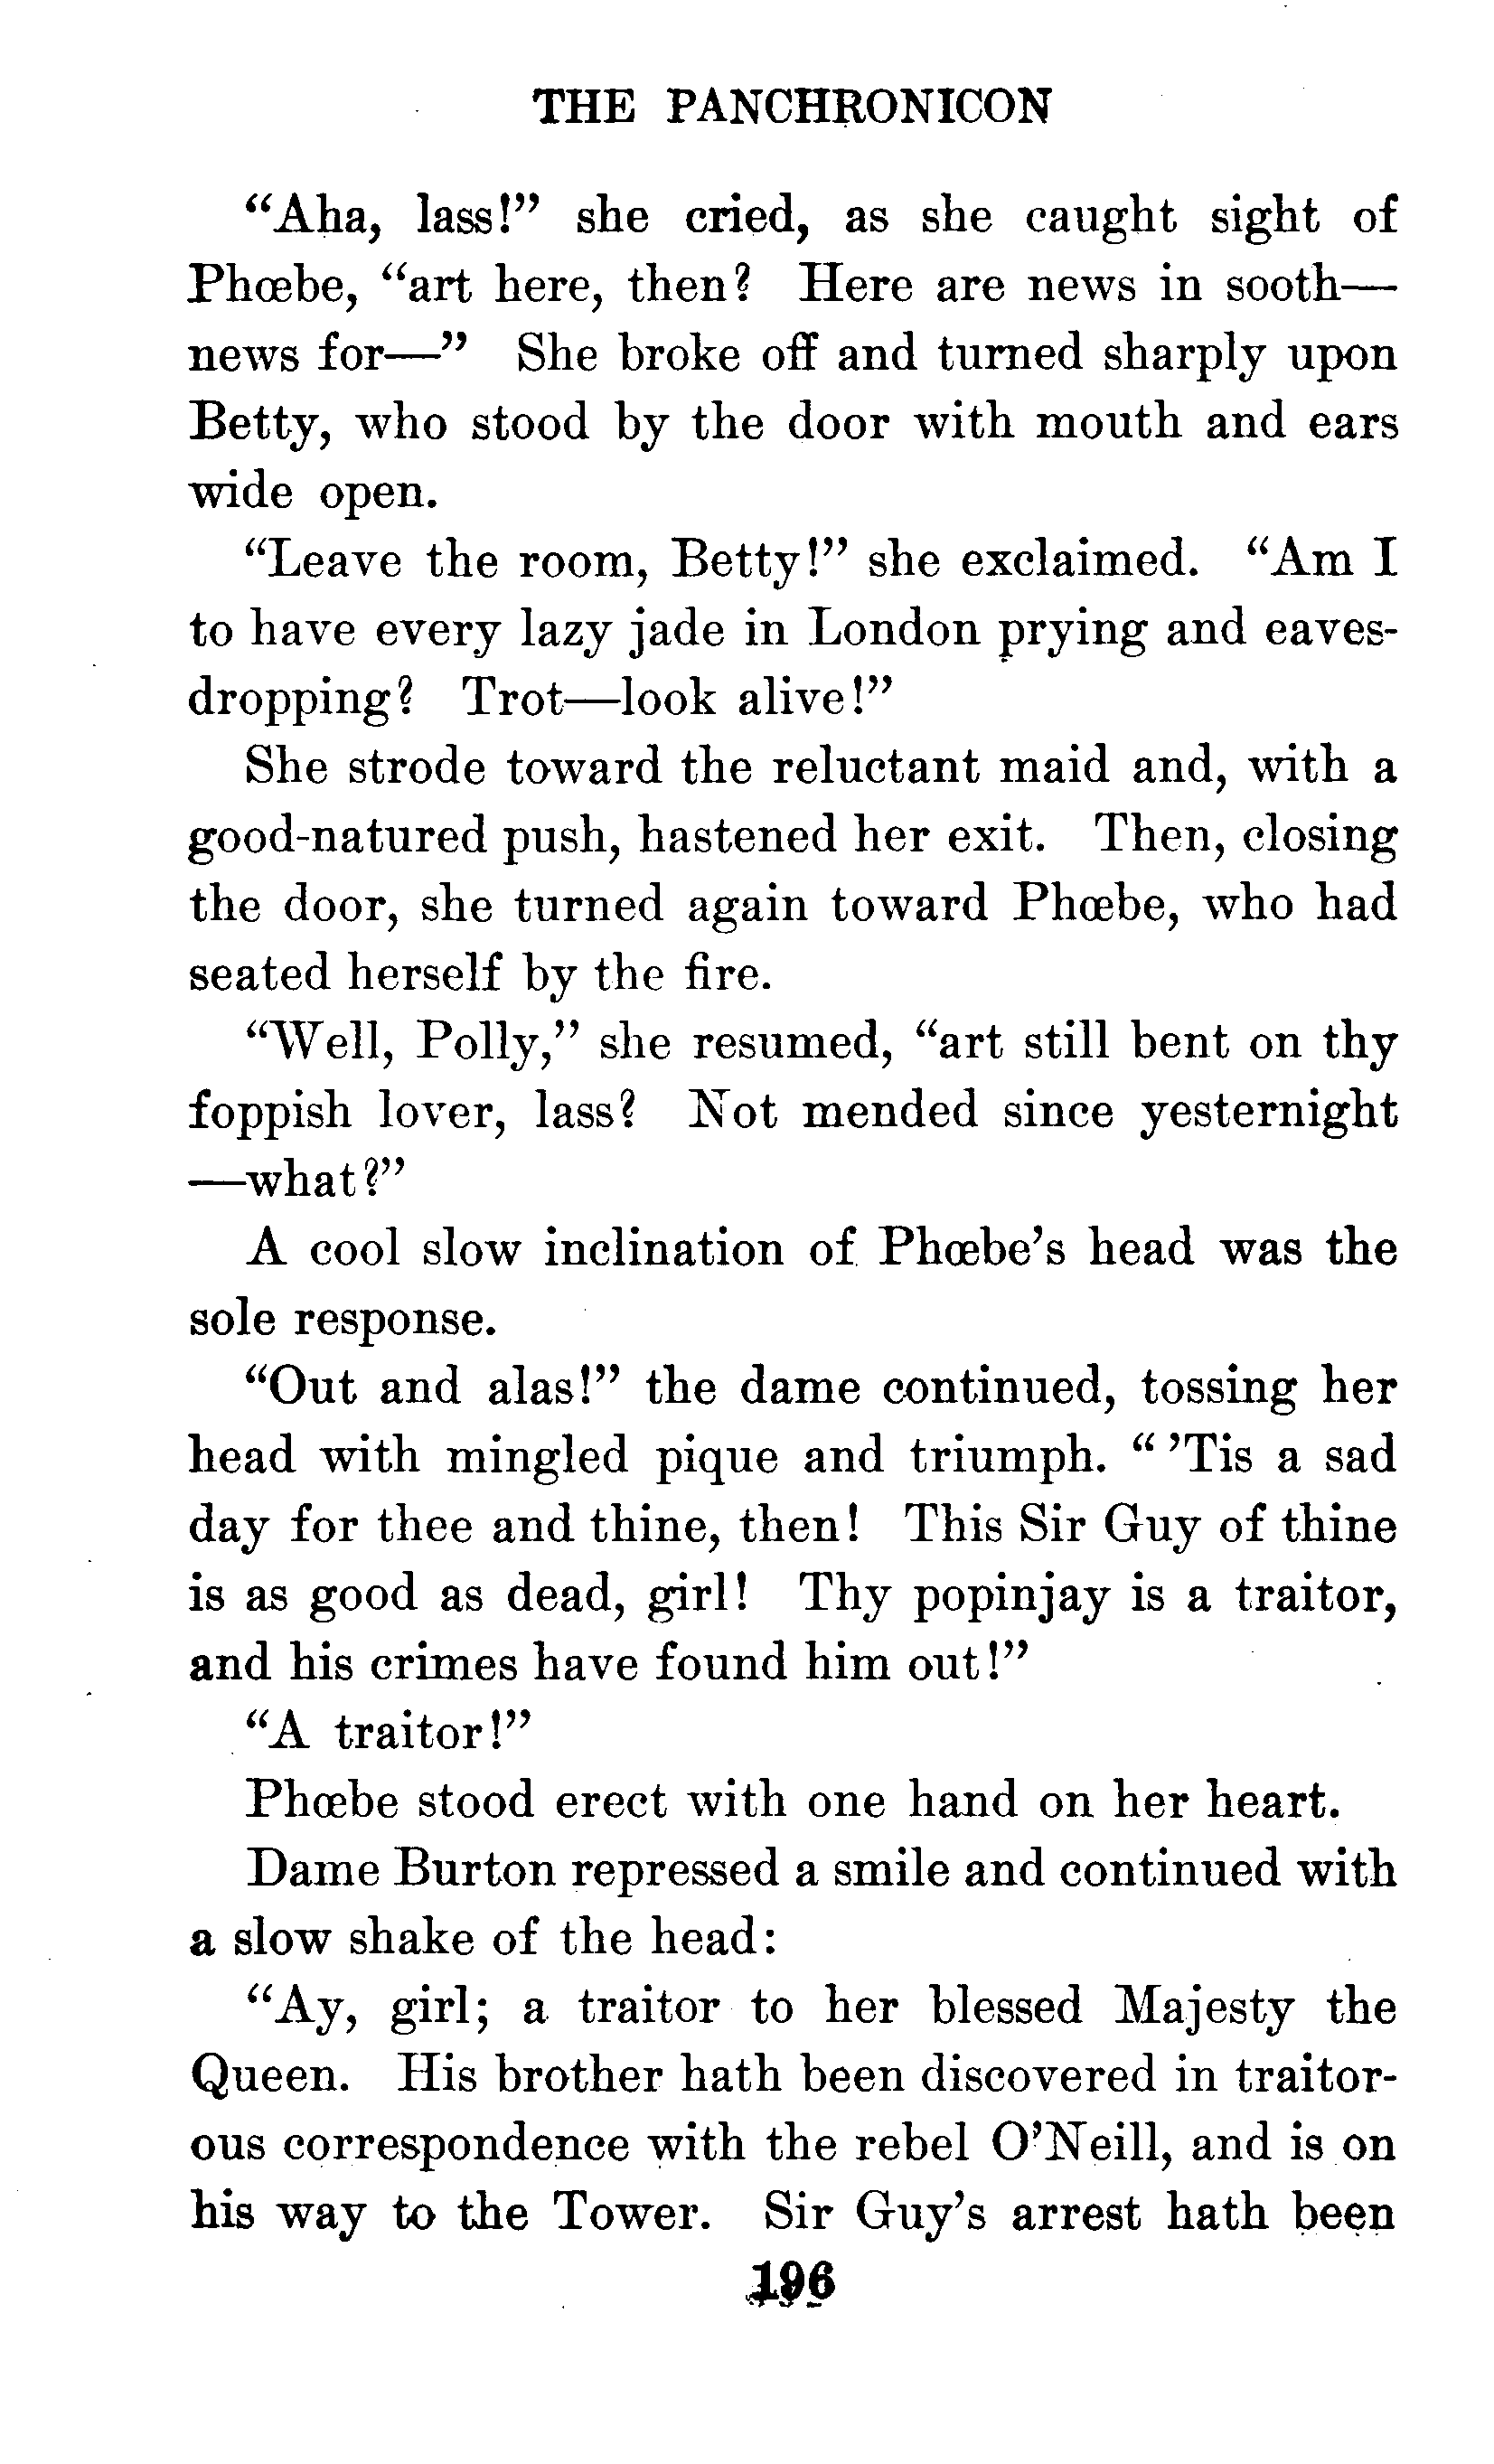 THE PANCHRONICON
“Aha, lass!” she cried, as she caught sight of
Phœbe, “art here, then? Here are news in sooth—
news for—” She broke off and turned sharply upon
Betty, who stood by the door with mouth and ears
wide open.
“Leave the room, Betty!” she exclaimed. “Am I
to have every lazy jade in London prying and eaves-
dropping? Trot—look alive!”
She strode toward the reluctant maid and, with a
good-natured push, hastened her exit. Then, closing
the door, she turned again toward Phœbe, who had
seated herself by the fire.
“Well, Polly,” she resumed, “art still bent on thy
foppish lover, lass? Not mended since yesternight
—what?”
A cool slow inclination of Phœbe’s head was the
sole response.
“Out and alas!” the dame continued, tossing her
head with mingled pique and triumph. “ ’Tis a sad
day for thee and thine, then! This Sir Guy of thine
is as good as dead, girl! Thy popinjay is a traitor,
and his crimes have found him out!”
“A traitor!”
Phœbe stood erect with one hand on her heart.
Dame Burton repressed a smile and continued with
a slow shake of the head:
“Ay, girl; a traitor to her blessed Majesty the
Queen. His brother hath been discovered in traitor-
ous correspondence with the rebel O’Neill, and is on
his way to the Tower. Sir Guy’s arrest hath been
196